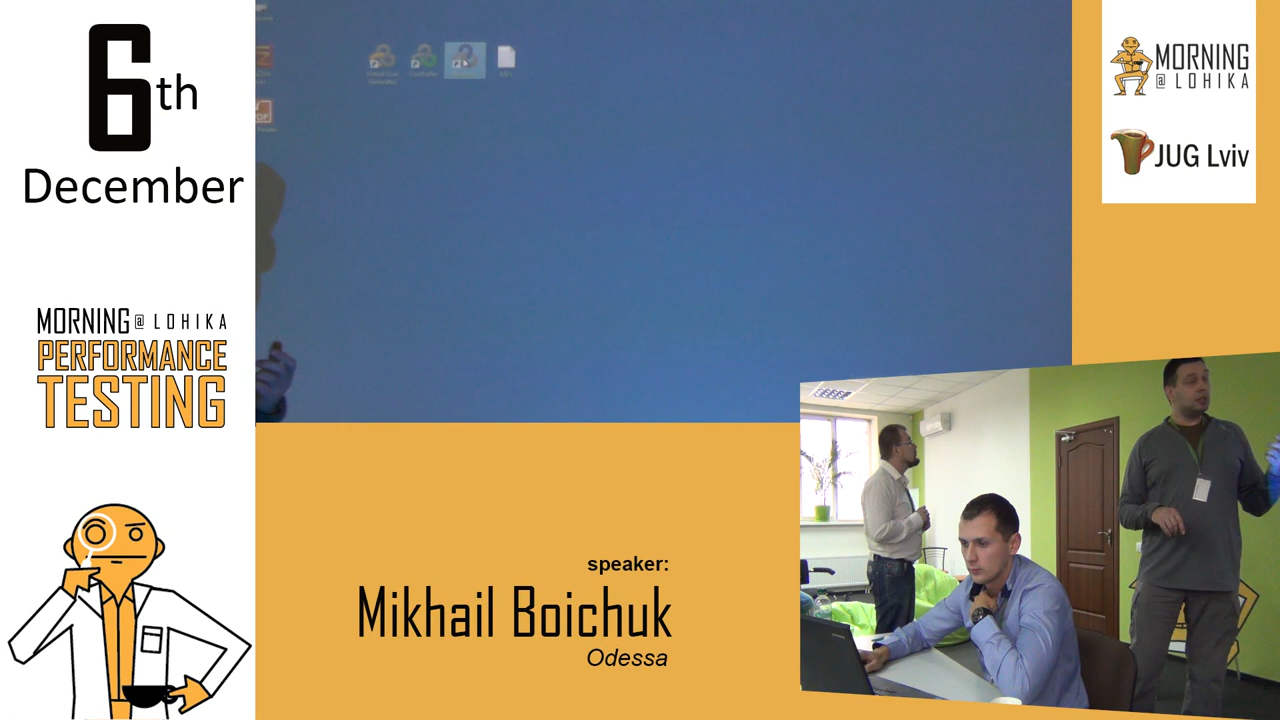 6th
December
MORNING @ LOHIKA
PERFORMANCE
TESTING
speaker:
Mikhail Boichuk
Odessa
MORNING
@ LOHIKA
JUG Lviv